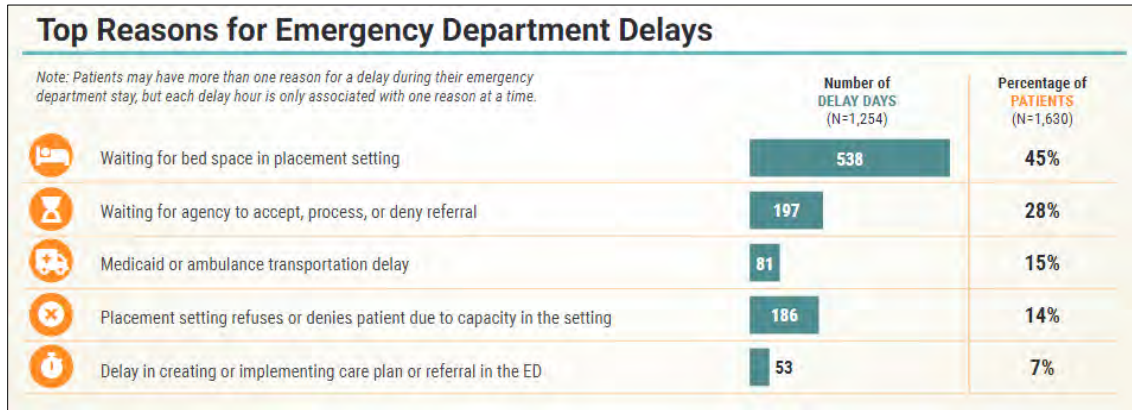 Top Reasons for Emergency Department Delays
Note: Patients may have more than one reason for a delay during their emergency
department stay, but each delay hour is only associated with one reason at a time.
Number of
DELAY DAYS
(N=1,254)
Percentage of
PATIENTS
(N=1,630)
Waiting for bed space in placement setting 538 45%
Waiting for agency to accept, process, or deny referral 197 28%
Medicaid or ambulance transportation delay 81 15%
Placement setting refuses or denies patient due to capacity in the setting 186 14%
Delay in creating or implementing care plan or referral in the ED 53 7%